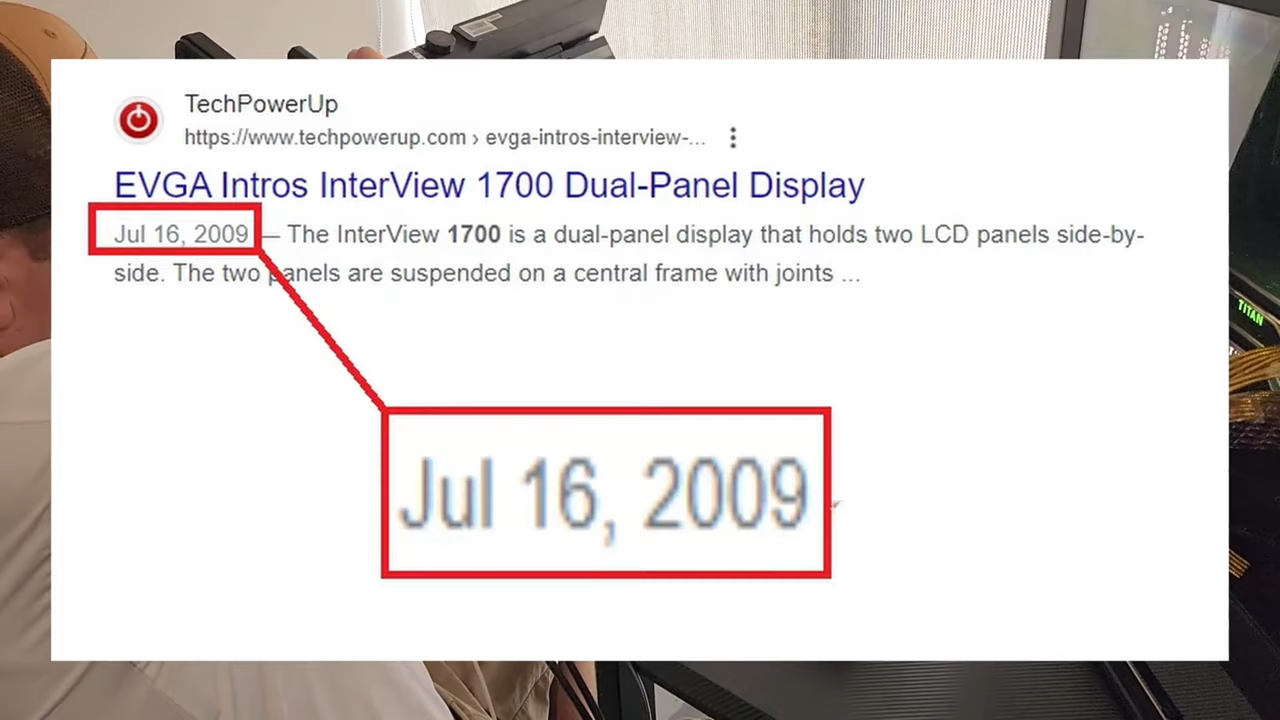 TechPowerUp
https://www.techpowerup.com › evga-intros-interview-...
EVGA Intros InterView 1700 Dual-Panel Display
Jul 16, 2009 — The InterView 1700 is a dual-panel display that holds two LCD panels side-by-
side. The two panels are suspended on a central frame with joints ...
TITAN
Jul 16, 2009